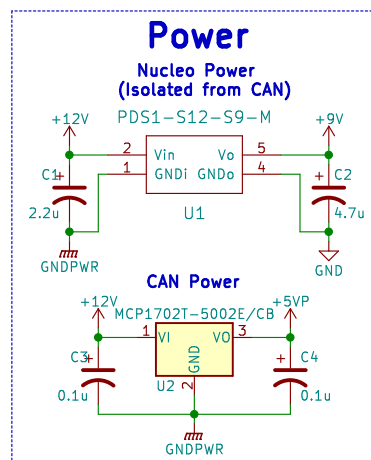 Power
Nucleo Power
(Isolated from CAN)
PDS1-S12-S9-M
+12V
+9V
2 Vin Vo 5
1 GNDi GNDo 4
C1
+
2.2u
U1
C2
+
4.7u
GNDPWR
GND
CAN Power
+12V
MCP1702T-5002E/CB
+5VP
1 VI VO 3
GND
2
U2
C3
+
0.1u
C4
+
0.1u
GNDPWR